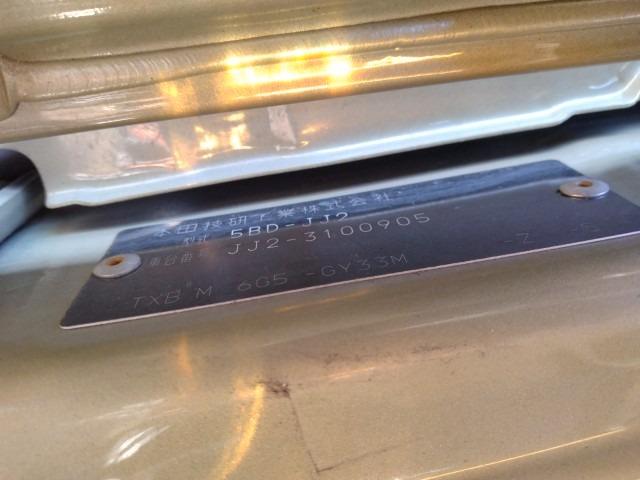 本田技研工業株式会社
型式 5BD-JJ2
車台番号 JJ2-3100905
TXB*M 6G5 -GY33M -Z -S